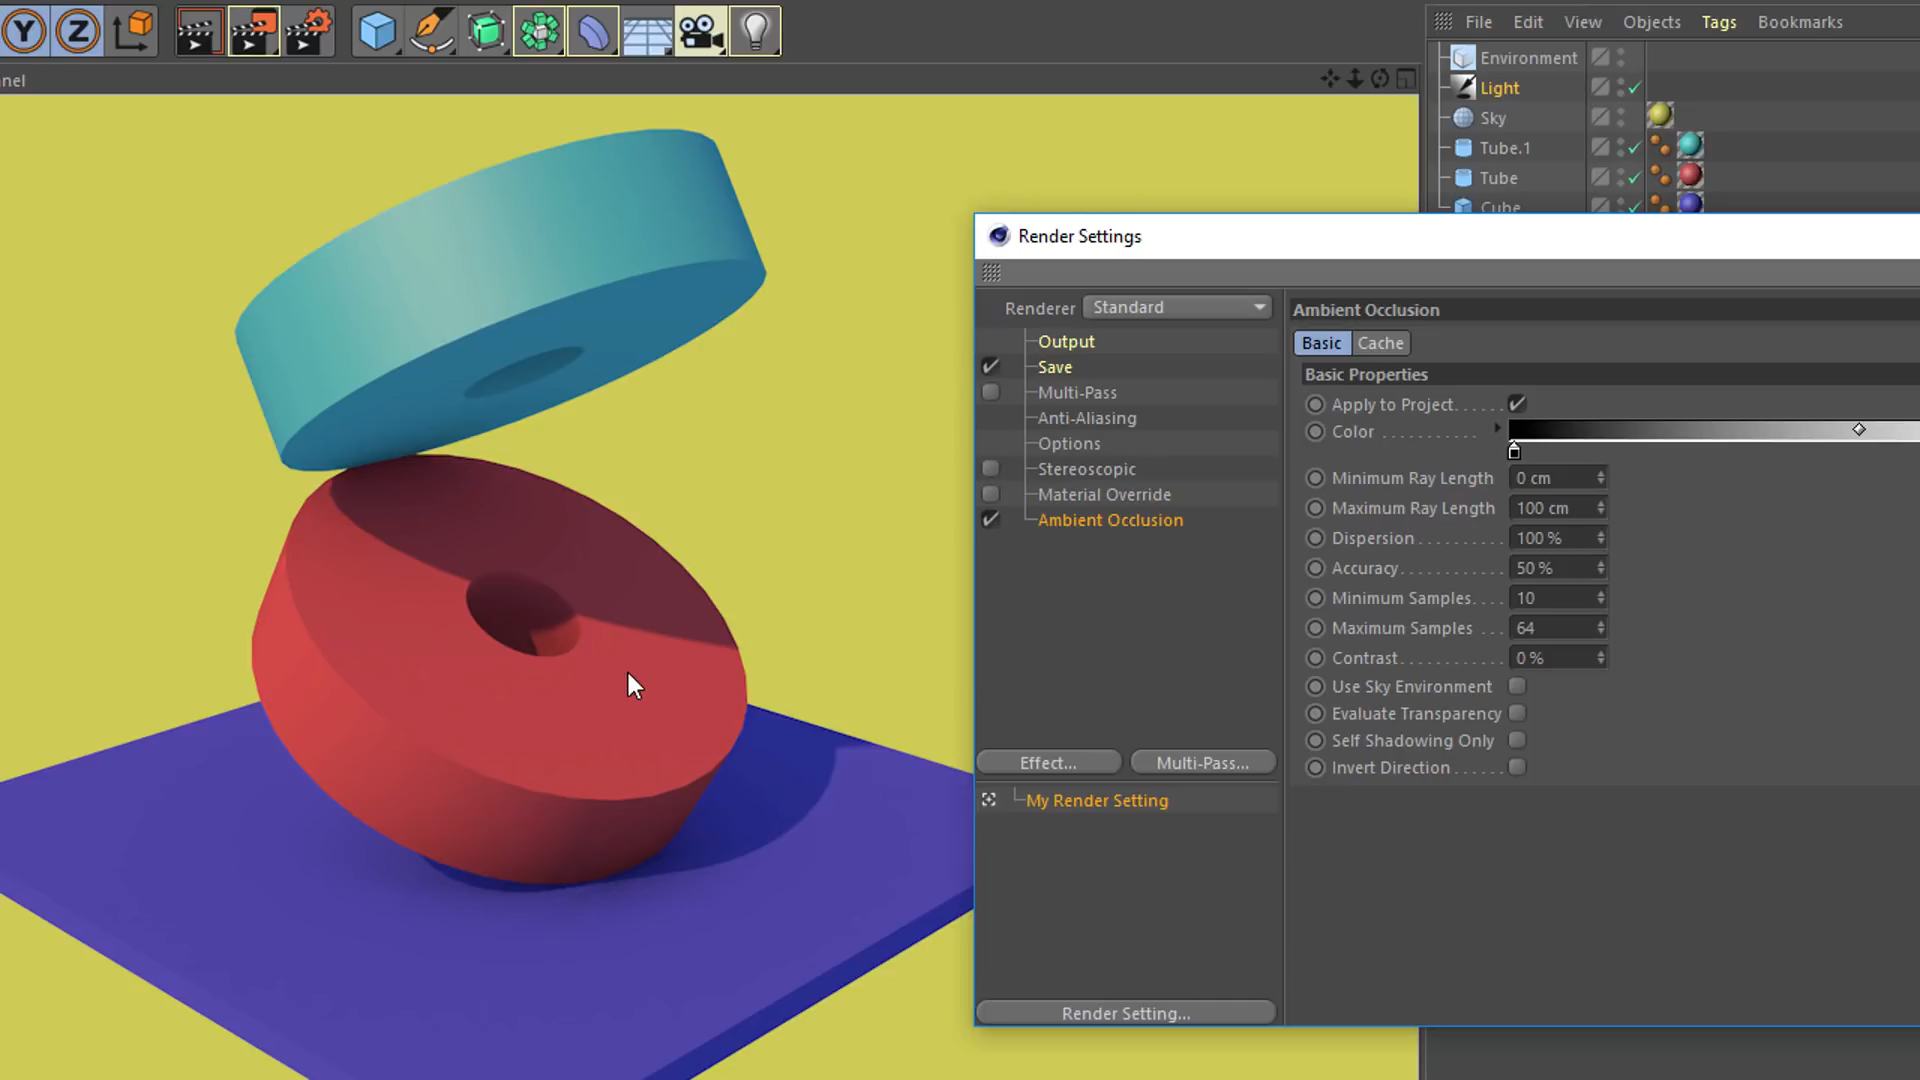 Y Z
File Edit View Objects Tags Bookmarks
nel
Environment
Light
Sky
Tube.1
Tube
Cube
Render Settings
Renderer Standard
Output
Save
Multi-Pass
Anti-Aliasing
Options
Stereoscopic
Material Override
Ambient Occlusion
Effect... Multi-Pass...
My Render Setting
Render Setting...
Ambient Occlusion
Basic Cache
Basic Properties
Apply to Project.....
Color ..........
Minimum Ray Length 0 cm
Maximum Ray Length 100 cm
Dispersion .......... 100 %
Accuracy........... 50 %
Minimum Samples.... 10
Maximum Samples ... 64
Contrast........... 0 %
Use Sky Environment
Evaluate Transparency
Self Shadowing Only
Invert Direction ......